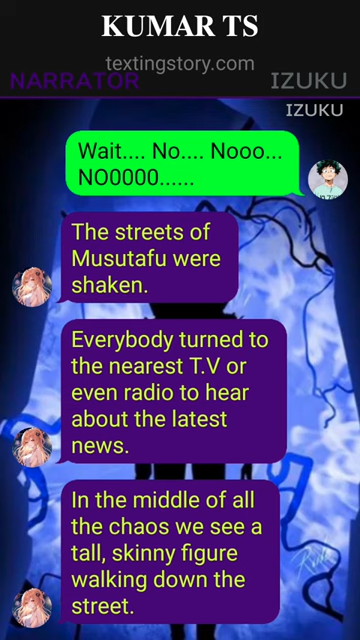 KUMAR TS
textingstory.com
NARRATOR IZUKU
IZUKU
Wait.... No.... Nooo...
NO0000......
The streets of
Musutafu were
shaken.
Everybody turned to
the nearest T.V or
even radio to hear
about the latest
news.
In the middle of all
the chaos we see a
tall, skinny figure
walking down the
street.